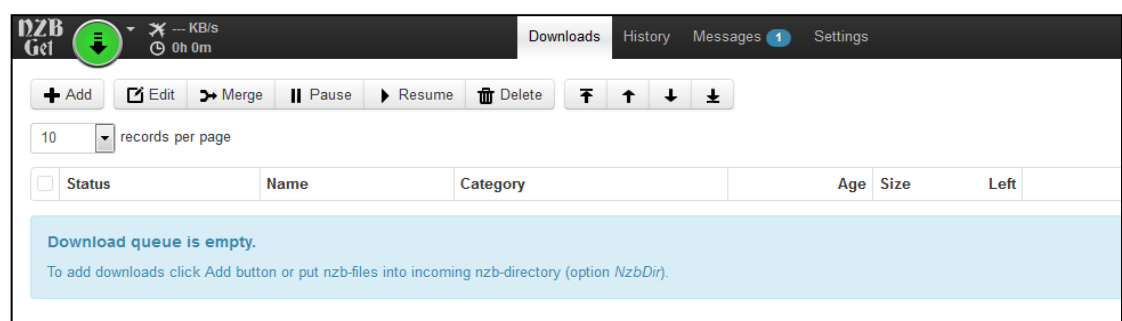 NZB
Get
--- KB/s
0h 0m
Downloads History Messages 1 Settings
Add Edit Merge Pause Resume Delete
10 records per page
Status Name Category Age Size Left
Download queue is empty.
To add downloads click Add button or put nzb-files into incoming nzb-directory (option NzbDir).